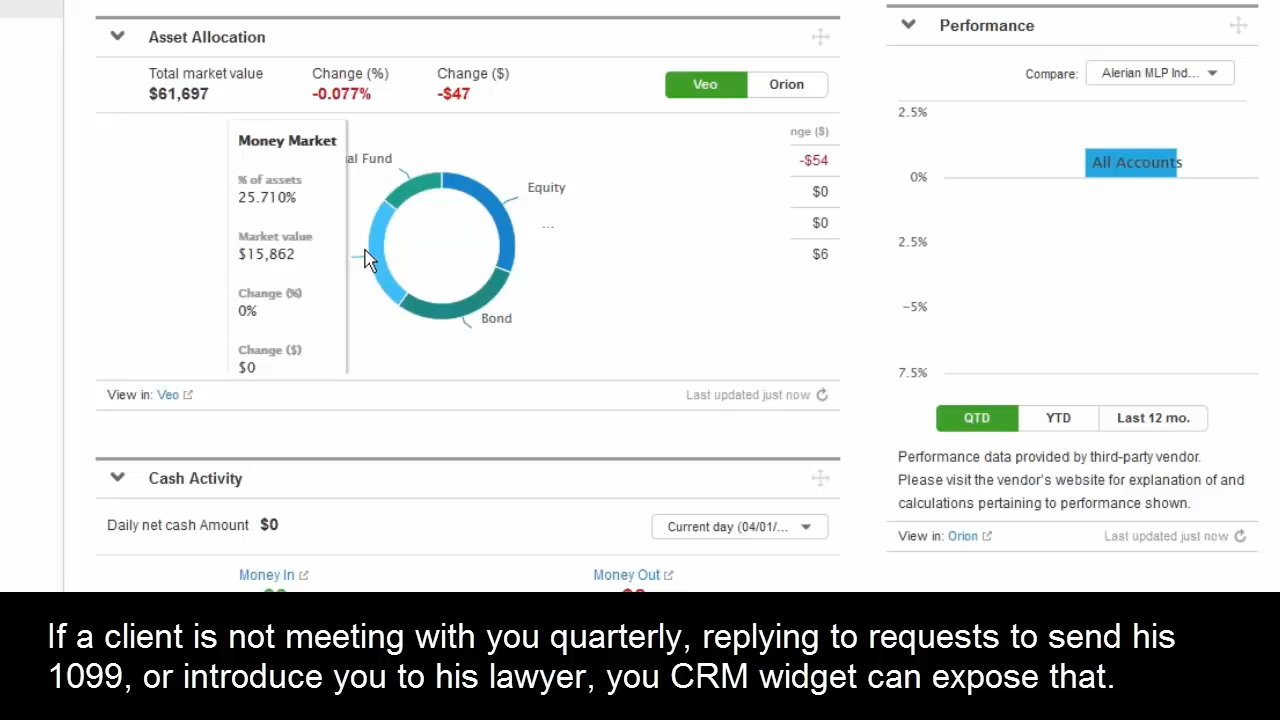 Asset Allocation
Total market value Change (%) Change ($)
$61,697 -0.077% -$47
Veo Orion
Money Market
% of assets
25.710%
Market value
$15,862
Change (%)
0%
Change ($)
$0
al Fund
Equity
...
Bond
nge ($)
-$54
$0
$0
$6
View in: Veo
Last updated just now
Cash Activity
Daily net cash Amount $0
Current day (04/01/...
Money In Money Out
Performance
Compare: Alerian MLP Ind...
2.5%
All Accounts
0%
2.5%
−5%
7.5%
QTD YTD Last 12 mo.
Performance data provided by third-party vendor.
Please visit the vendor's website for explanation of and
calculations pertaining to performance shown.
View in: Orion
Last updated just now
If a client is not meeting with you quarterly, replying to requests to send his
1099, or introduce you to his lawyer, you CRM widget can expose that.